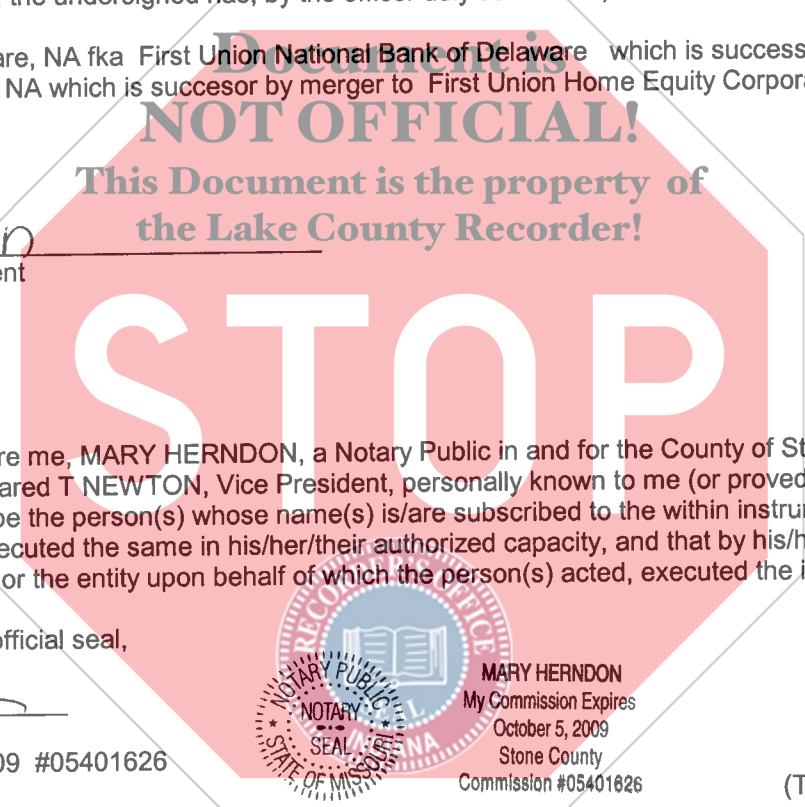 the undersigned has, by the officer duly
are, NA fka First Union National Bank of Delaware which is success
NA which is succesor by merger to First Union Home Equity Corpora
Document is
NOT OFFICIAL!
This Document is the property of
the Lake County Recorder!
ent
STOP
re me, MARY HERNDON, a Notary Public in and for the County of St
ared T NEWTON, Vice President, personally known to me (or proved
be the person(s) whose name(s) is/are subscribed to the within instru
ecuted the same in his/her/their authorized capacity, and that by his/h
or the entity upon behalf of which the person(s) acted, executed the i
official seal,
RECORDER'S OFFICE
SEAL
INDIANA
NOTARY PUBLIC
NOTARY
SEAL
STATE OF MISSOURI
MARY HERNDON
My Commission Expires
October 5, 2009
Stone County
Commission #05401626
09 #05401626
(T